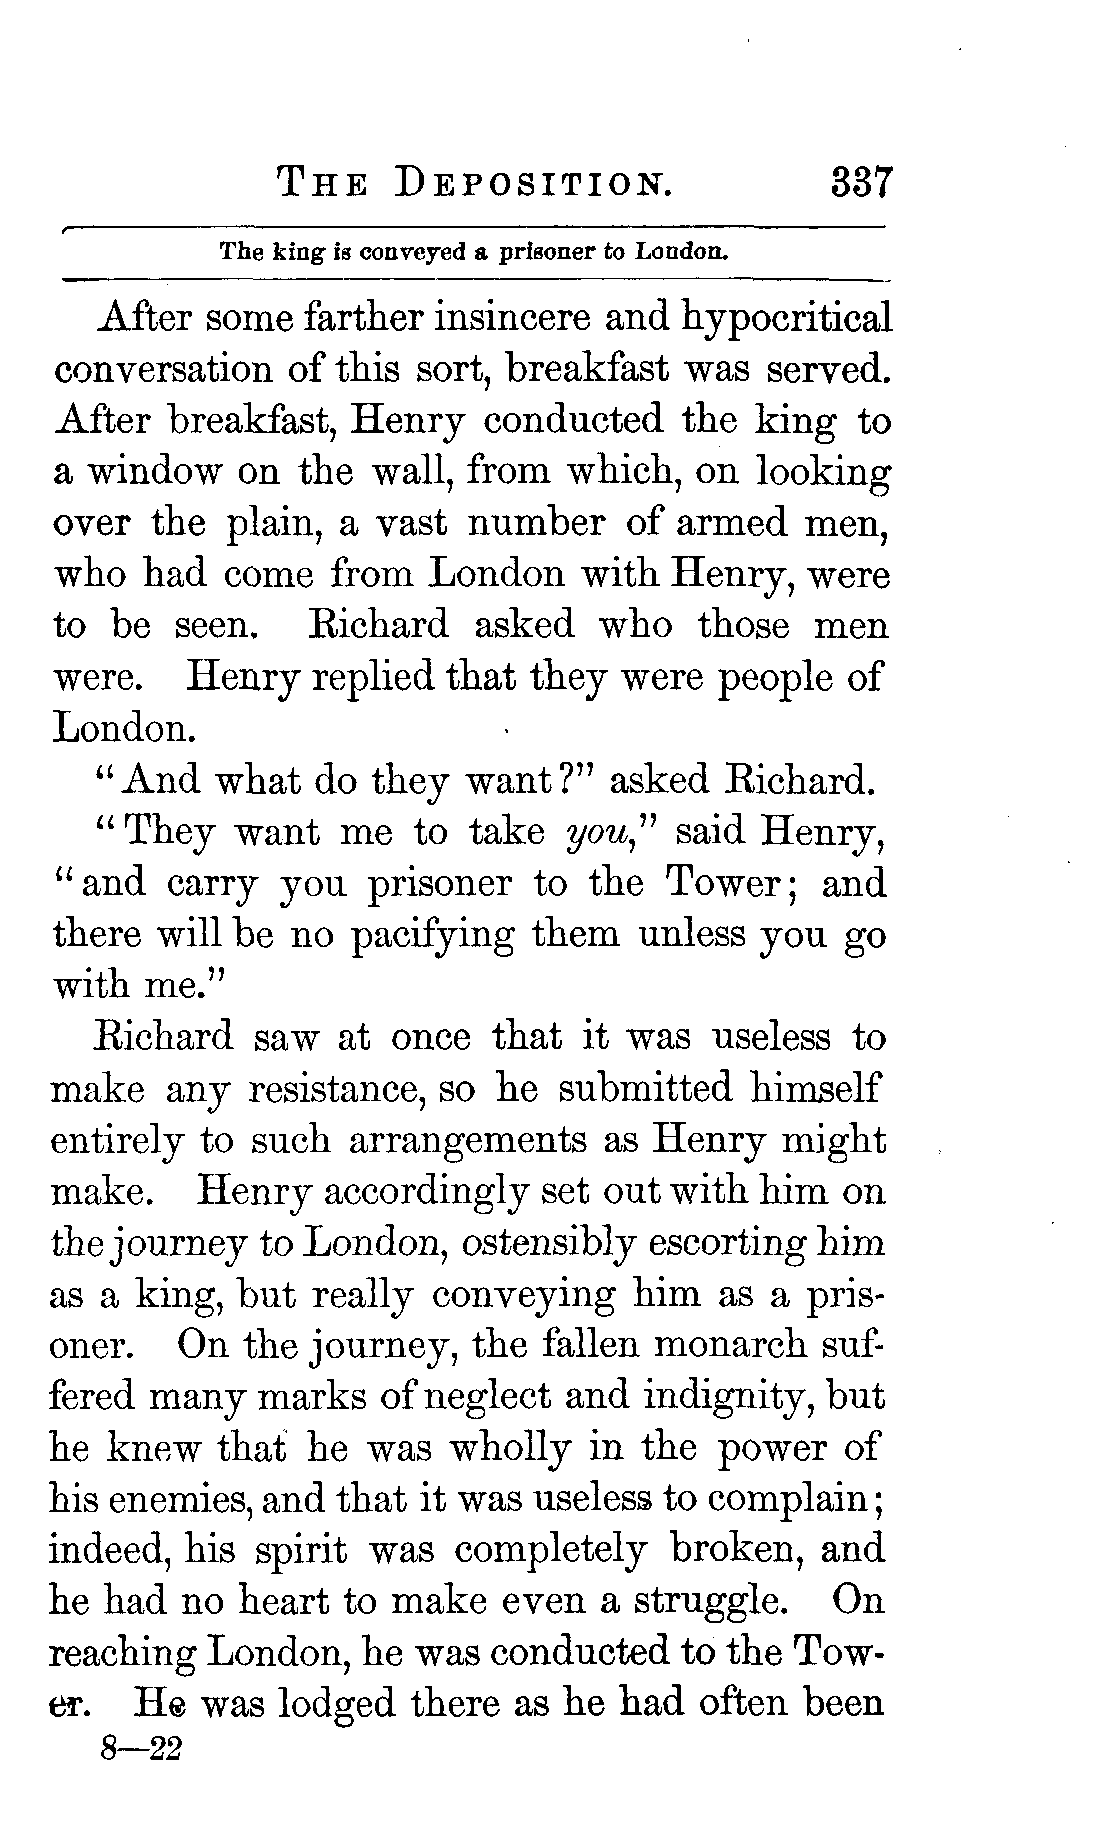 THE DEPOSITION. 337
The king is conveyed a prisoner to London.
After some farther insincere and hypocritical
conversation of this sort, breakfast was served.
After breakfast, Henry conducted the king to
a window on the wall, from which, on looking
over the plain, a vast number of armed men,
who had come from London with Henry, were
to be seen. Richard asked who those men
were. Henry replied that they were people of
London.
"And what do they want?" asked Richard.
"They want me to take you," said Henry,
"and carry you prisoner to the Tower; and
there will be no pacifying them unless you go
with me."
Richard saw at once that it was useless to
make any resistance, so he submitted himself
entirely to such arrangements as Henry might
make. Henry accordingly set out with him on
the journey to London, ostensibly escorting him
as a king, but really conveying him as a pris-
oner. On the journey, the fallen monarch suf-
fered many marks of neglect and indignity, but
he knew that he was wholly in the power of
his enemies, and that it was useless to complain;
indeed, his spirit was completely broken, and
he had no heart to make even a struggle. On
reaching London, he was conducted to the Tow-
er. He was lodged there as he had often been
8—22